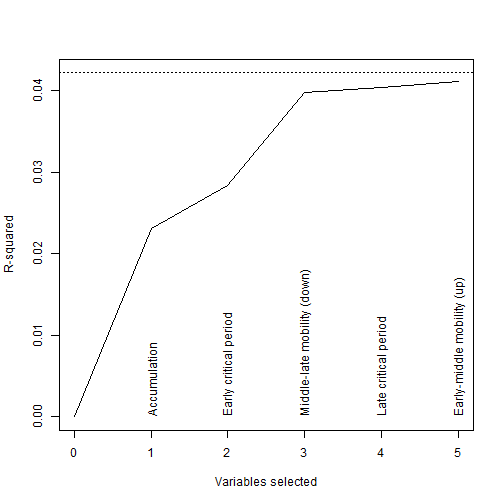 R-squared
0.04
0.03
0.02
0.01
0.00
Accumulation
Early critical period
Middle-late mobility (down)
Late critical period
Early-middle mobility (up)
0 1 2 3 4 5
Variables selected